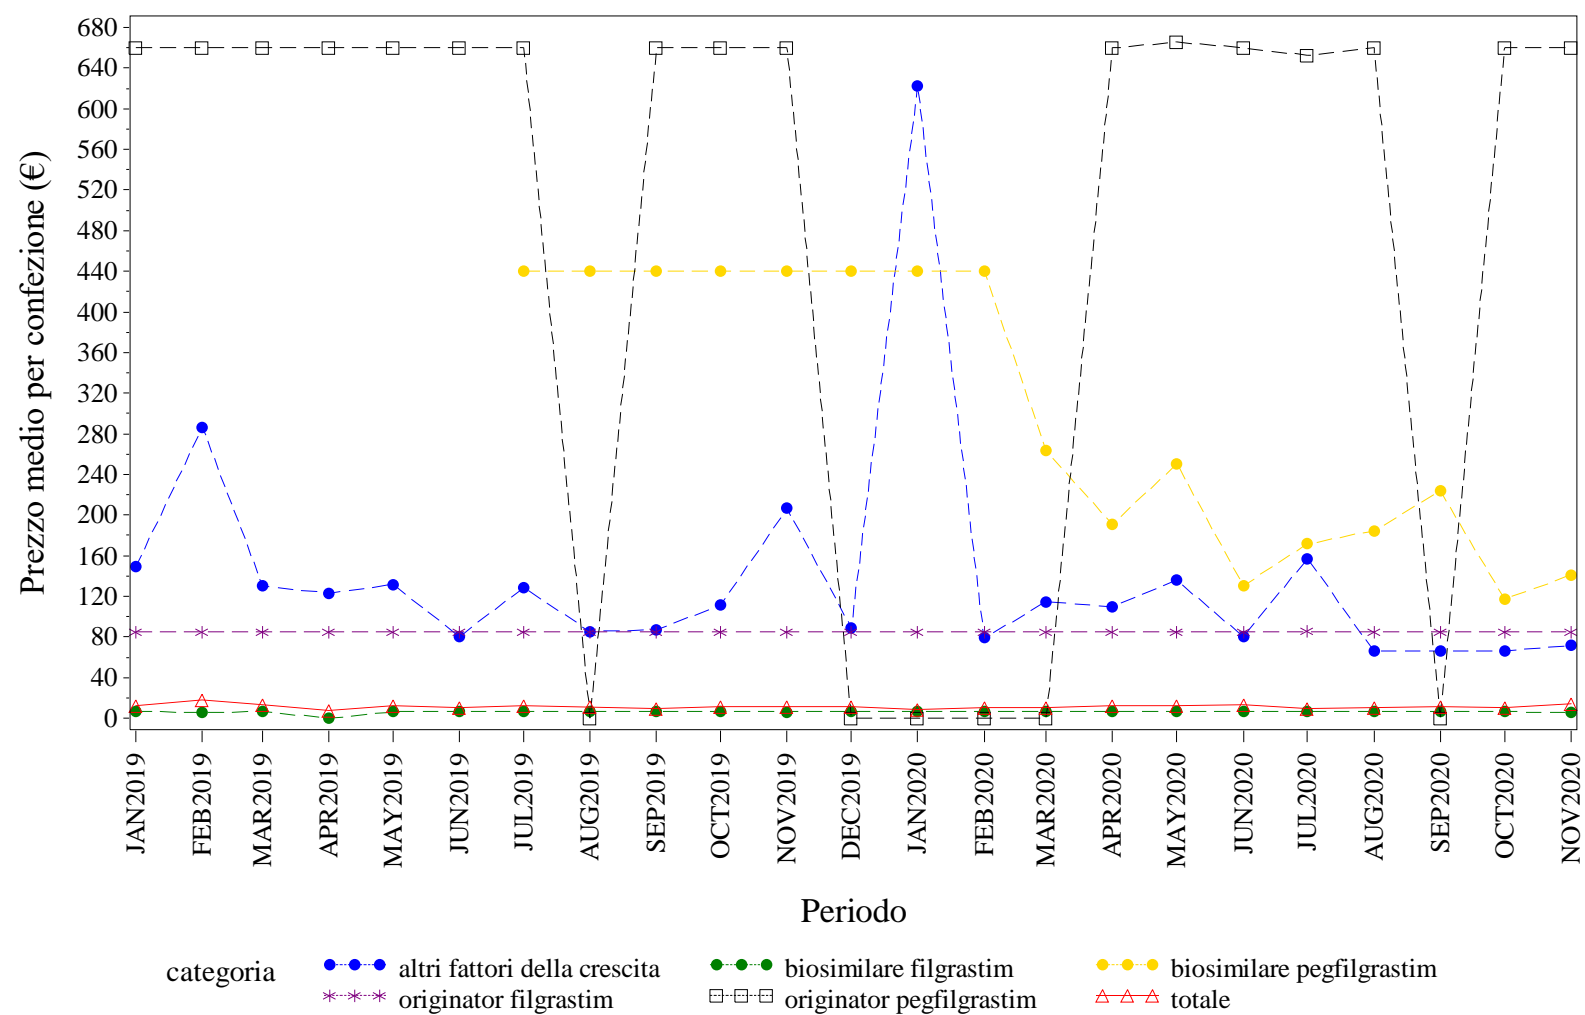 Prezzo medio per confezione (€)
680
640
600
560
520
480
440
400
360
320
280
240
200
160
120
80
40
0
JAN2019
FEB2019
MAR2019
APR2019
MAY2019
JUN2019
JUL2019
AUG2019
SEP2019
OCT2019
NOV2019
DEC2019
JAN2020
FEB2020
MAR2020
APR2020
MAY2020
JUN2020
JUL2020
AUG2020
SEP2020
OCT2020
NOV2020
Periodo
categoria
altri fattori della crescita
biosimilare filgrastim
biosimilare pegfilgrastim
originator filgrastim
originator pegfilgrastim
totale